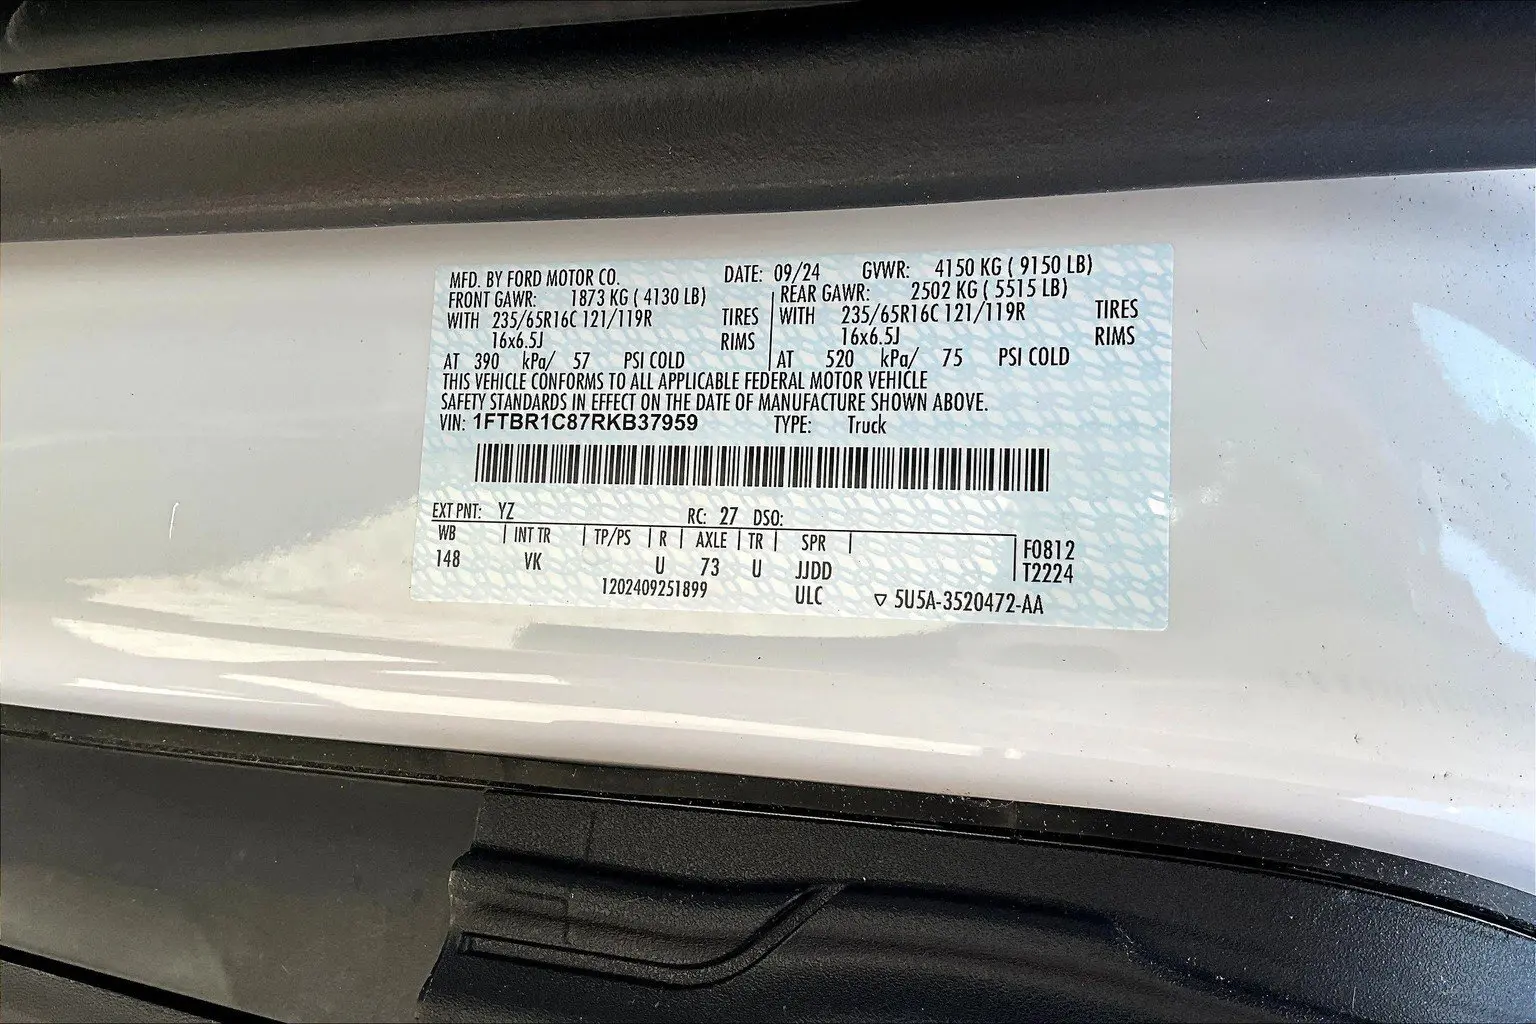 MFD. BY FORD MOTOR CO. DATE: 09/24 GVWR: 4150 KG ( 9150 LB)
FRONT GAWR: 1873 KG ( 4130 LB) REAR GAWR: 2502 KG ( 5515 LB)
WITH 235/65R16C 121/119R TIRES WITH 235/65R16C 121/119R TIRES
16x6.5J RIMS 16x6.5J RIMS
AT 390 kPa/ 57 PSI COLD AT 520 kPa/ 75 PSI COLD
THIS VEHICLE CONFORMS TO ALL APPLICABLE FEDERAL MOTOR VEHICLE
SAFETY STANDARDS IN EFFECT ON THE DATE OF MANUFACTURE SHOWN ABOVE.
VIN: 1FTBR1C87RKB37959 TYPE: Truck
EXT PNT: YZ RC: 27 DSO:
WB INT TR TP/PS R AXLE TR SPR F0812
148 VK U 73 U JJDD T2224
1202409251899 ULC ▽ 5U5A-3520472-AA